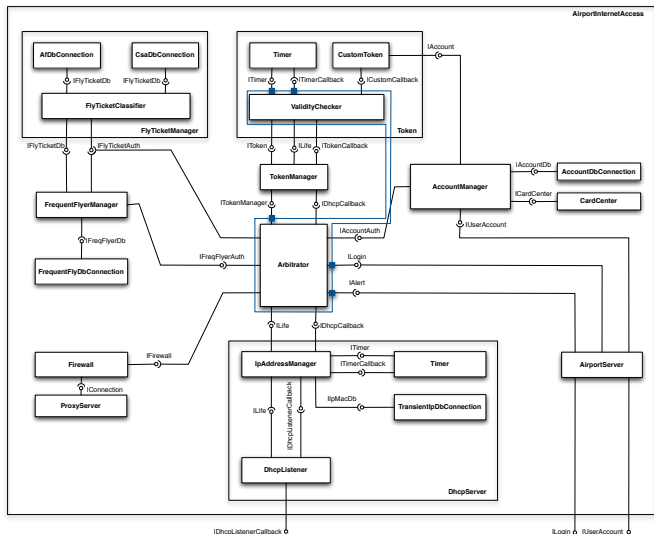 AirportInternetAccess
AfDbConnection
CsaDbConnection
Timer
CustomToken
IAccount
IFlyTicketDb
IFlyTicketDb
ITimer
ITimerCallback
ICustomCallback
FlyTicketClassifier
ValidityChecker
FlyTicketManager
Token
IFlyTicketDb
IFlyTicketAuth
IToken
ILife
ITokenCallback
IAccountDb
AccountDbConnection
TokenManager
AccountManager
ICardCenter
CardCenter
FrequentFlyerManager
ITokenManager
IDhcpCallback
IUserAccount
IAccountAuth
IFreqFlyerDb
IFreqFlyerAuth
Arbitrator
ILogin
FrequentFlyDbConnection
IAlert
ILife
IDhcpCallback
ITimer
IFirewall
Firewall
IpAddressManager
ITimerCallback
Timer
AirportServer
IConnection
ProxyServer
ILife
IDhcpListenerCallback
IIpMacDb
TransientIpDbConnection
DhcpListener
DhcpServer
IDhcpListenerCallback
ILogin
IUserAccount